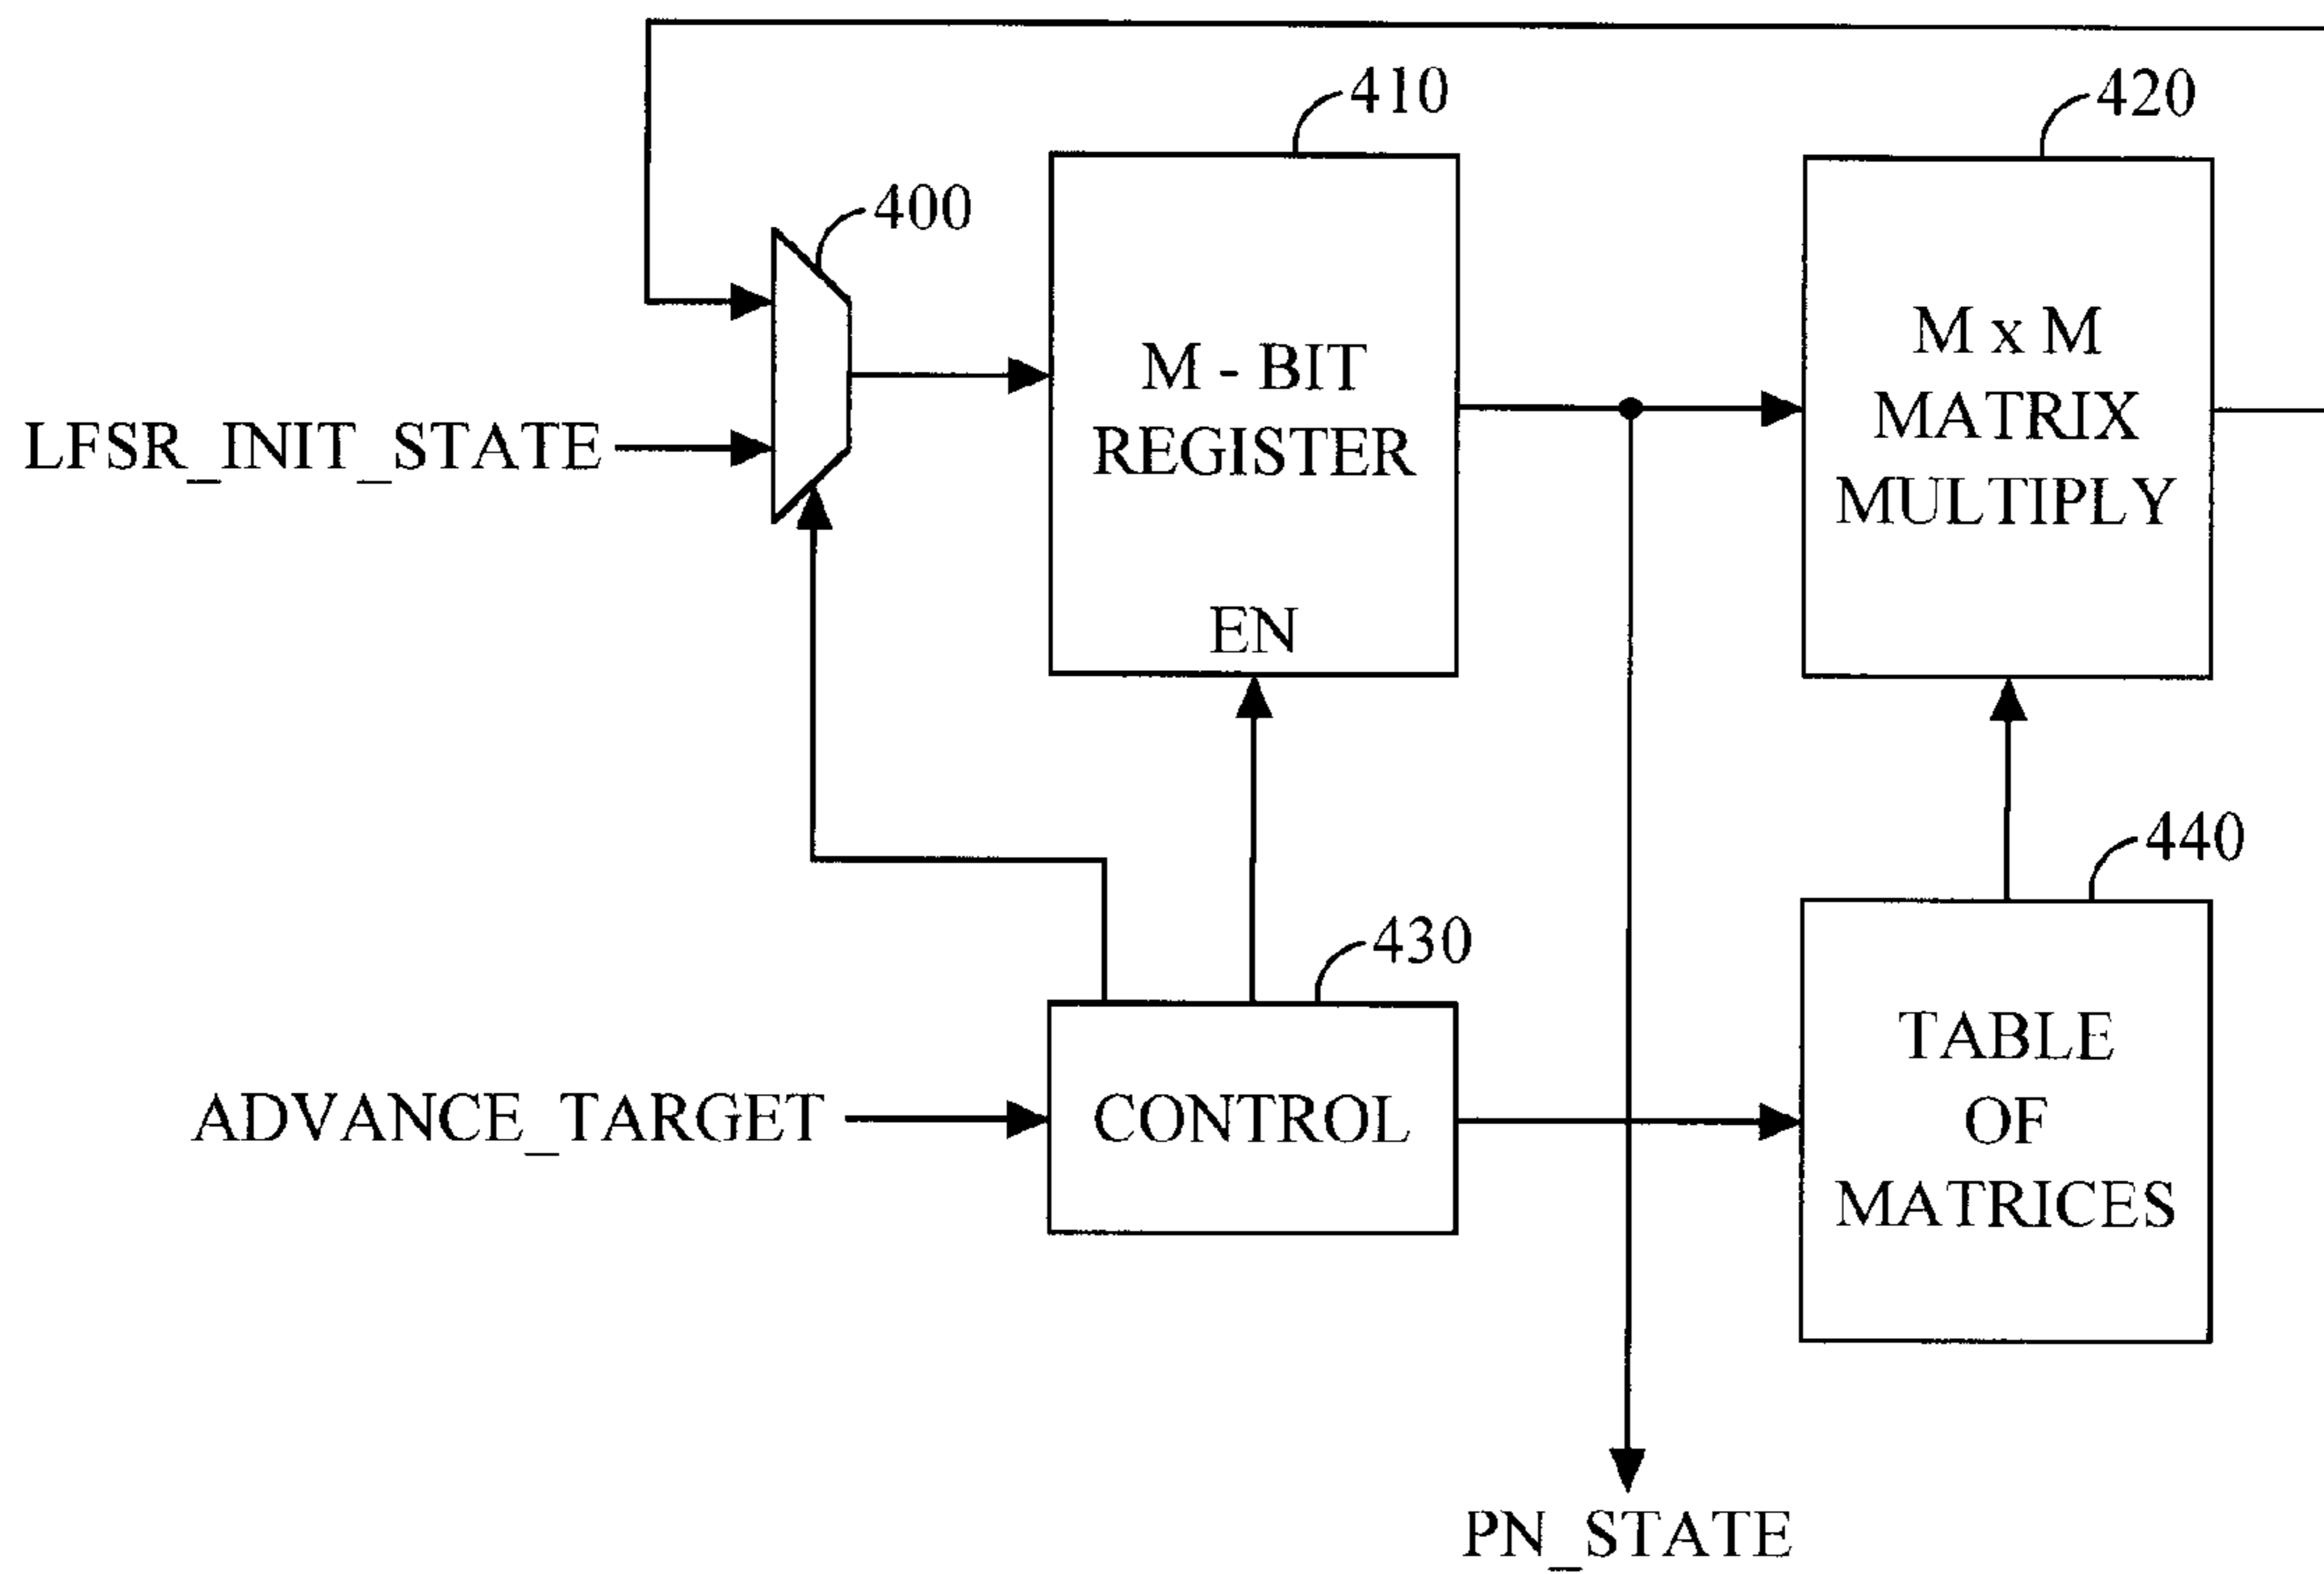 410
420
400
M - BIT
REGISTER
EN
M x M
MATRIX
MULTIPLY
LFSR_INIT_STATE
440
430
ADVANCE_TARGET
CONTROL
TABLE
OF
MATRICES
PN_STATE